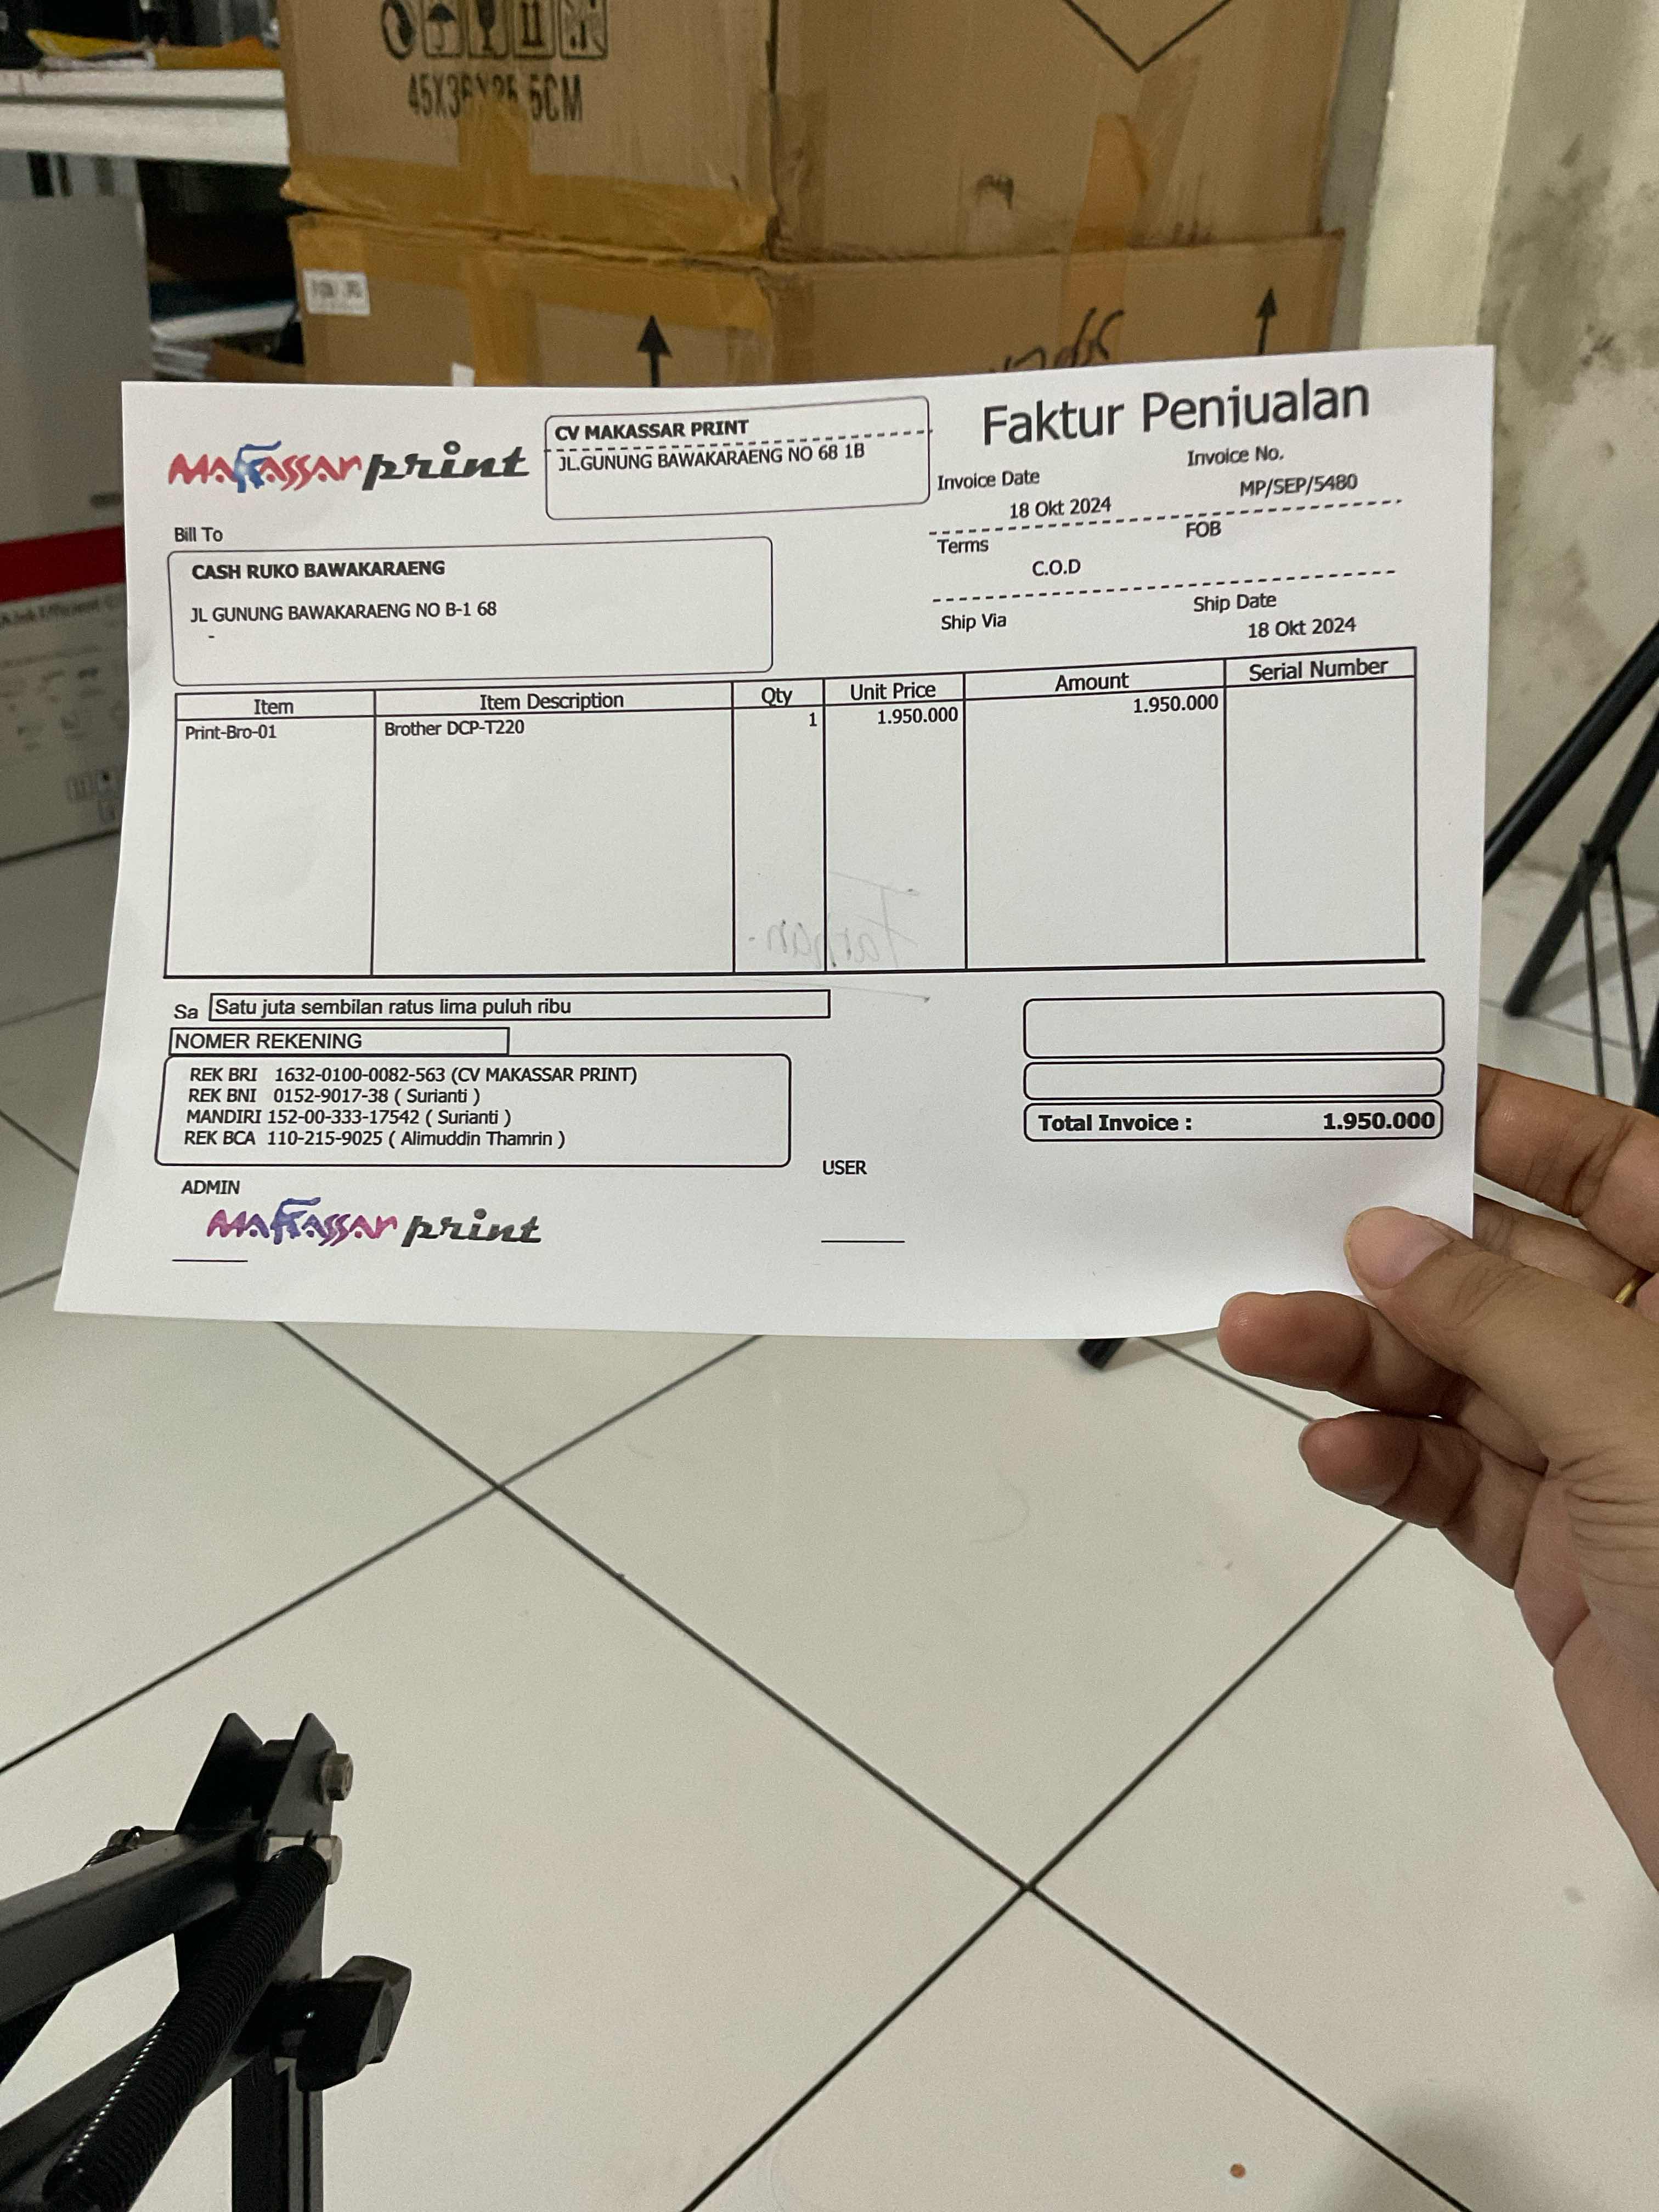 45X36X25.5CM
MAKASSAR print
CV MAKASSAR PRINT
JL.GUNUNG BAWAKARAENG NO 68 1B
Faktur Penjualan
Invoice Date
Invoice No.
18 Okt 2024
MP/SEP/5480
Terms
FOB
C.O.D
Ship Via
Ship Date
18 Okt 2024
Bill To
CASH RUKO BAWAKARAENG
JL GUNUNG BAWAKARAENG NO B-1 68
-
Item Item Description Qty Unit Price Amount Serial Number
Print-Bro-01 Brother DCP-T220 1 1.950.000 1.950.000
Farhan.
Sa Satu juta sembilan ratus lima puluh ribu
NOMER REKENING
REK BRI 1632-0100-0082-563 (CV MAKASSAR PRINT)
REK BNI 0152-9017-38 ( Surianti )
MANDIRI 152-00-333-17542 ( Surianti )
REK BCA 110-215-9025 ( Alimuddin Thamrin )
Total Invoice : 1.950.000
ADMIN
USER
MAKASSAR print